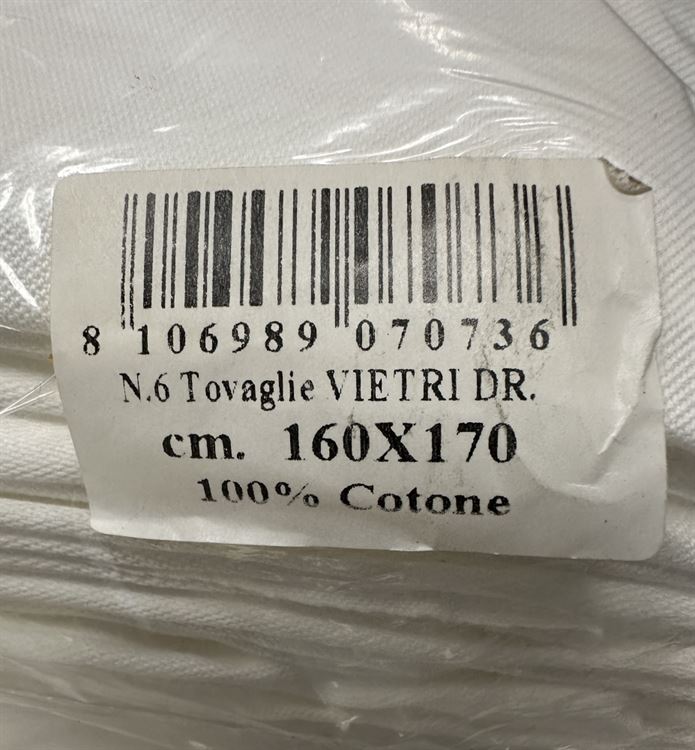 8 106989 070736
N.6 Tovaglie VIETRI DR.
cm. 160X170
100% Cotone